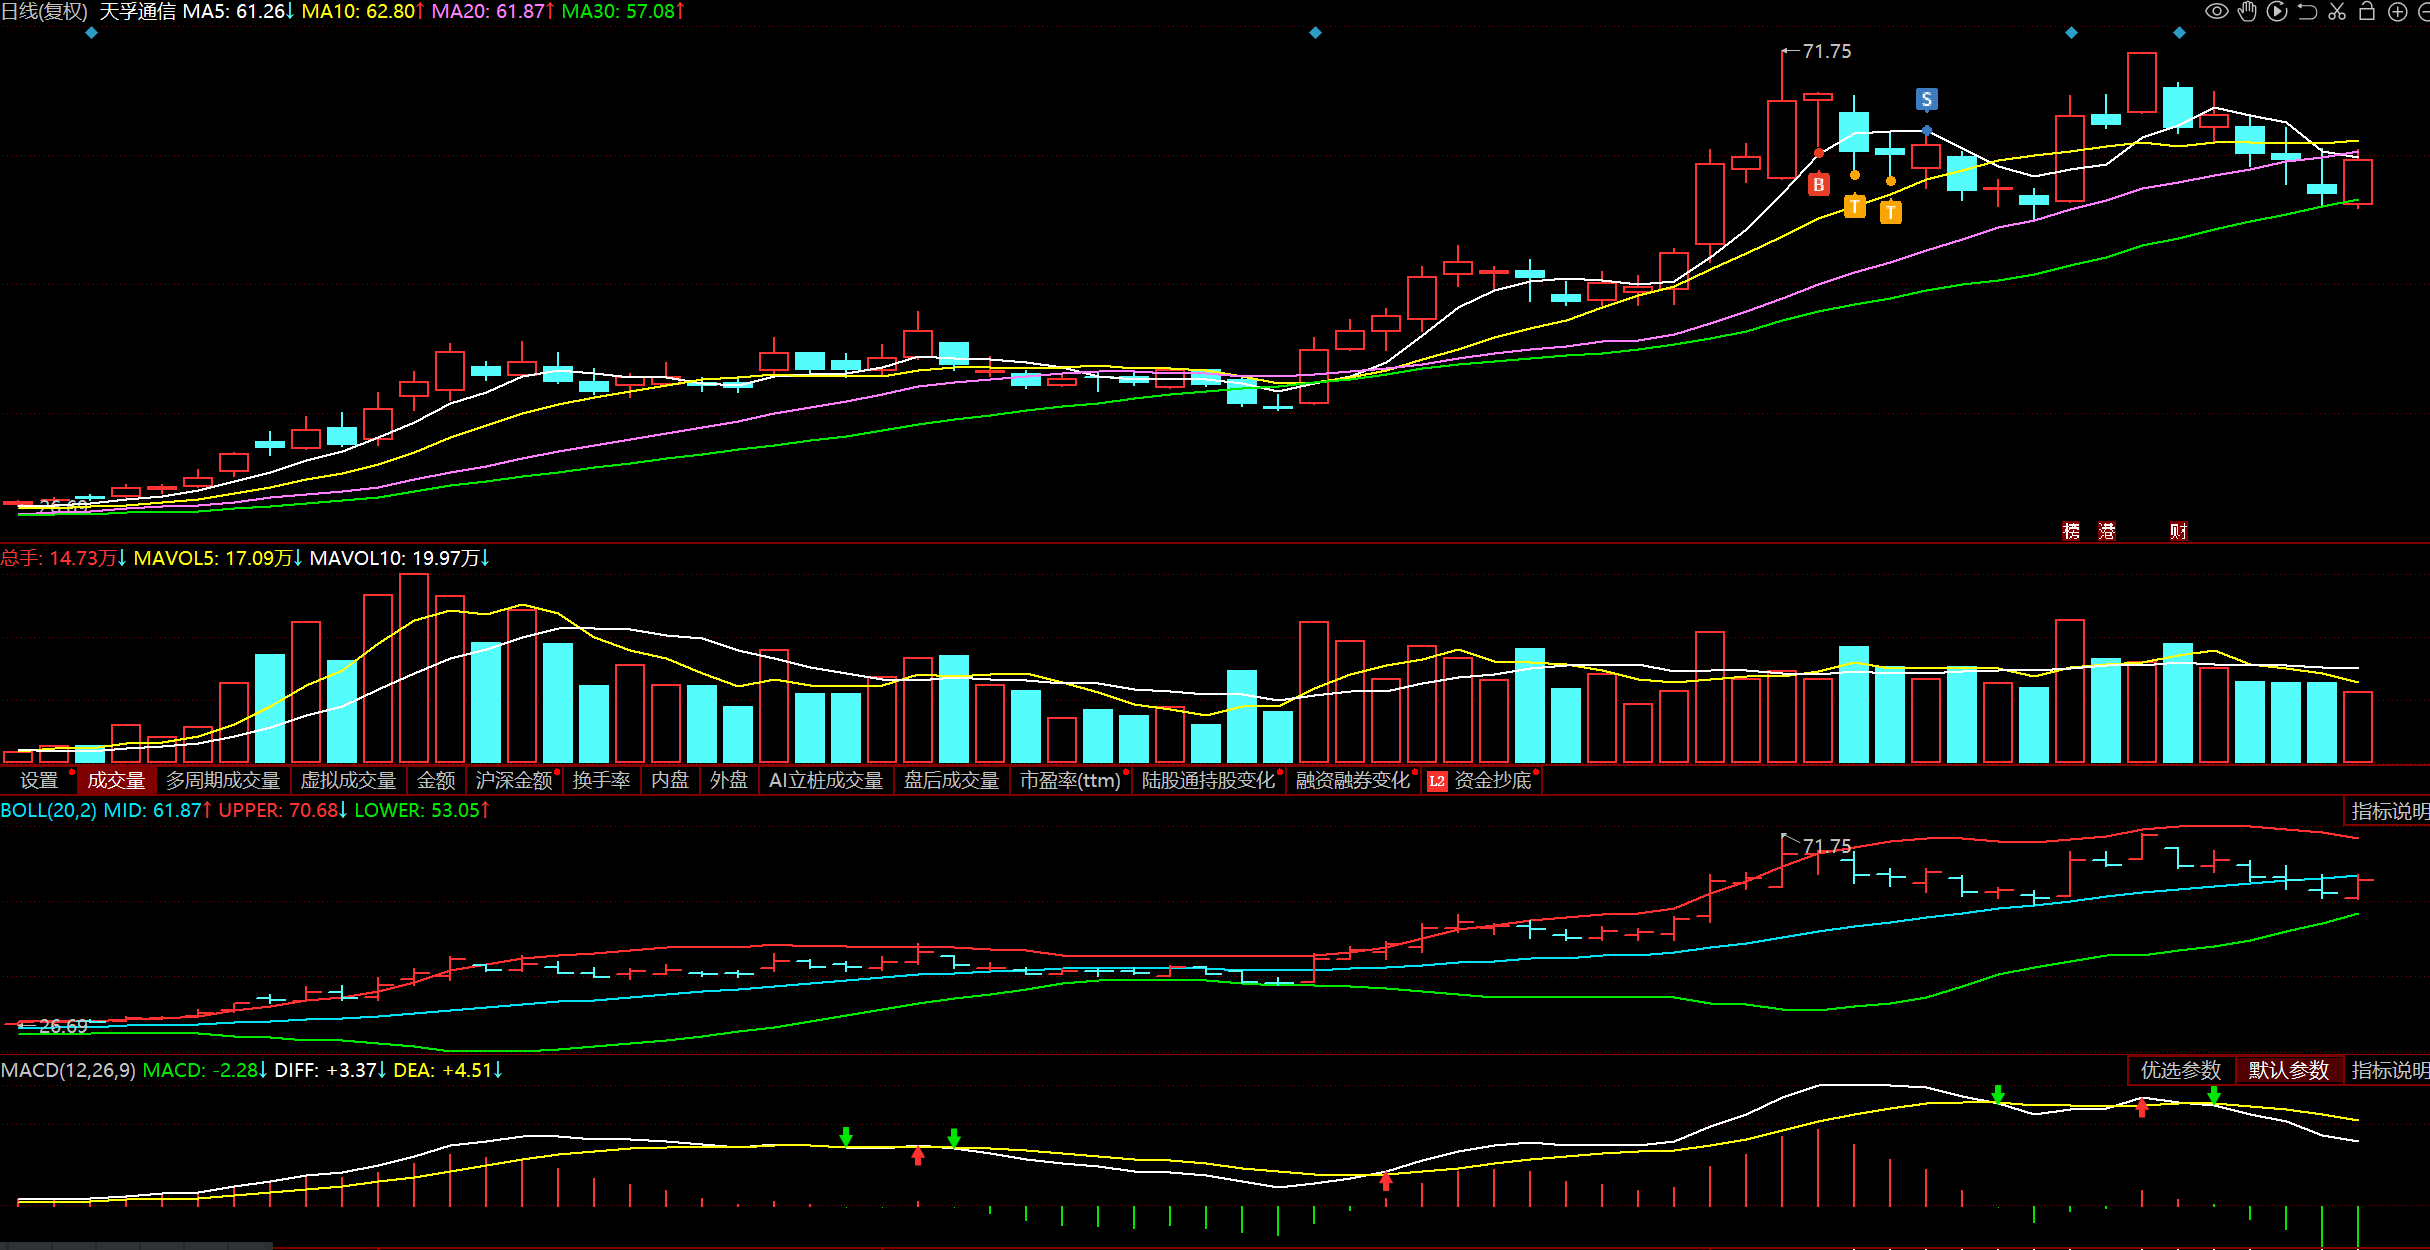 日线(复权) 天孚通信 MA5: 61.26↓ MA10: 62.80↑ MA20: 61.87↑ MA30: 57.08↑
71.75
S
B
T
T
26.69
榜 港 财
总手: 14.73万↓ MAVOL5: 17.09万↓ MAVOL10: 19.97万↓
设置 成交量 多周期成交量 虚拟成交量 金额 沪深金额 换手率 内盘 外盘 AI立桩成交量 盘后成交量 市盈率(ttm) 陆股通持股变化 融资融券变化 L2 资金抄底
BOLL(20,2) MID: 61.87↑ UPPER: 70.68↓ LOWER: 53.05↑ 指标说明
71.75
26.69
MACD(12,26,9) MACD: -2.28↓ DIFF: +3.37↓ DEA: +4.51↓ 优选参数 默认参数 指标说明